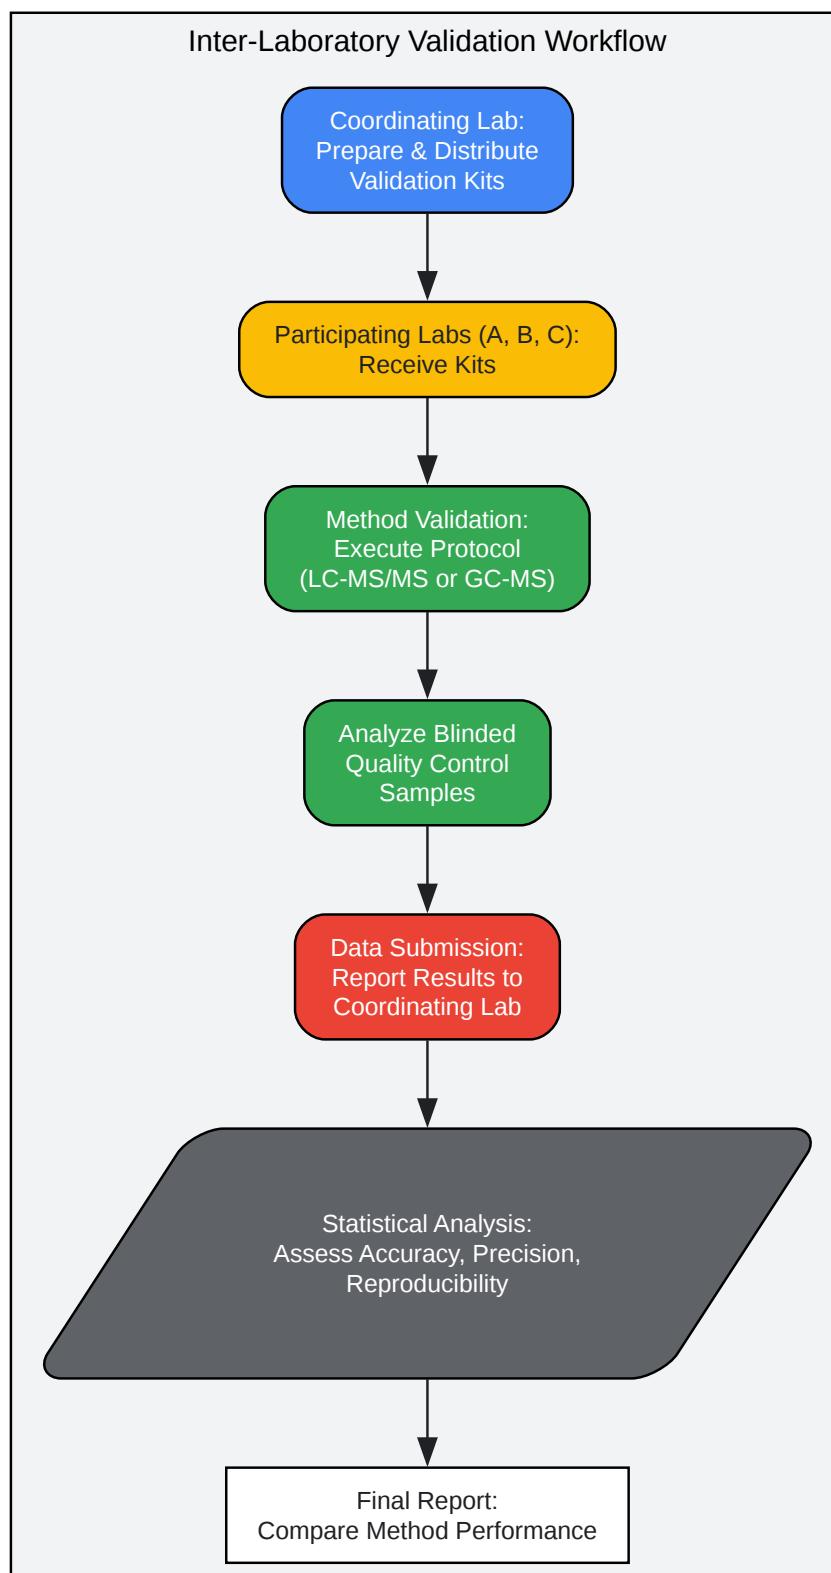 Inter-Laboratory Validation Workflow
Coordinating Lab:
Prepare & Distribute
Validation Kits
Participating Labs (A, B, C):
Receive Kits
Method Validation:
Execute Protocol
(LC-MS/MS or GC-MS)
Analyze Blinded
Quality Control
Samples
Data Submission:
Report Results to
Coordinating Lab
Statistical Analysis:
Assess Accuracy, Precision,
Reproducibility
Final Report:
Compare Method Performance